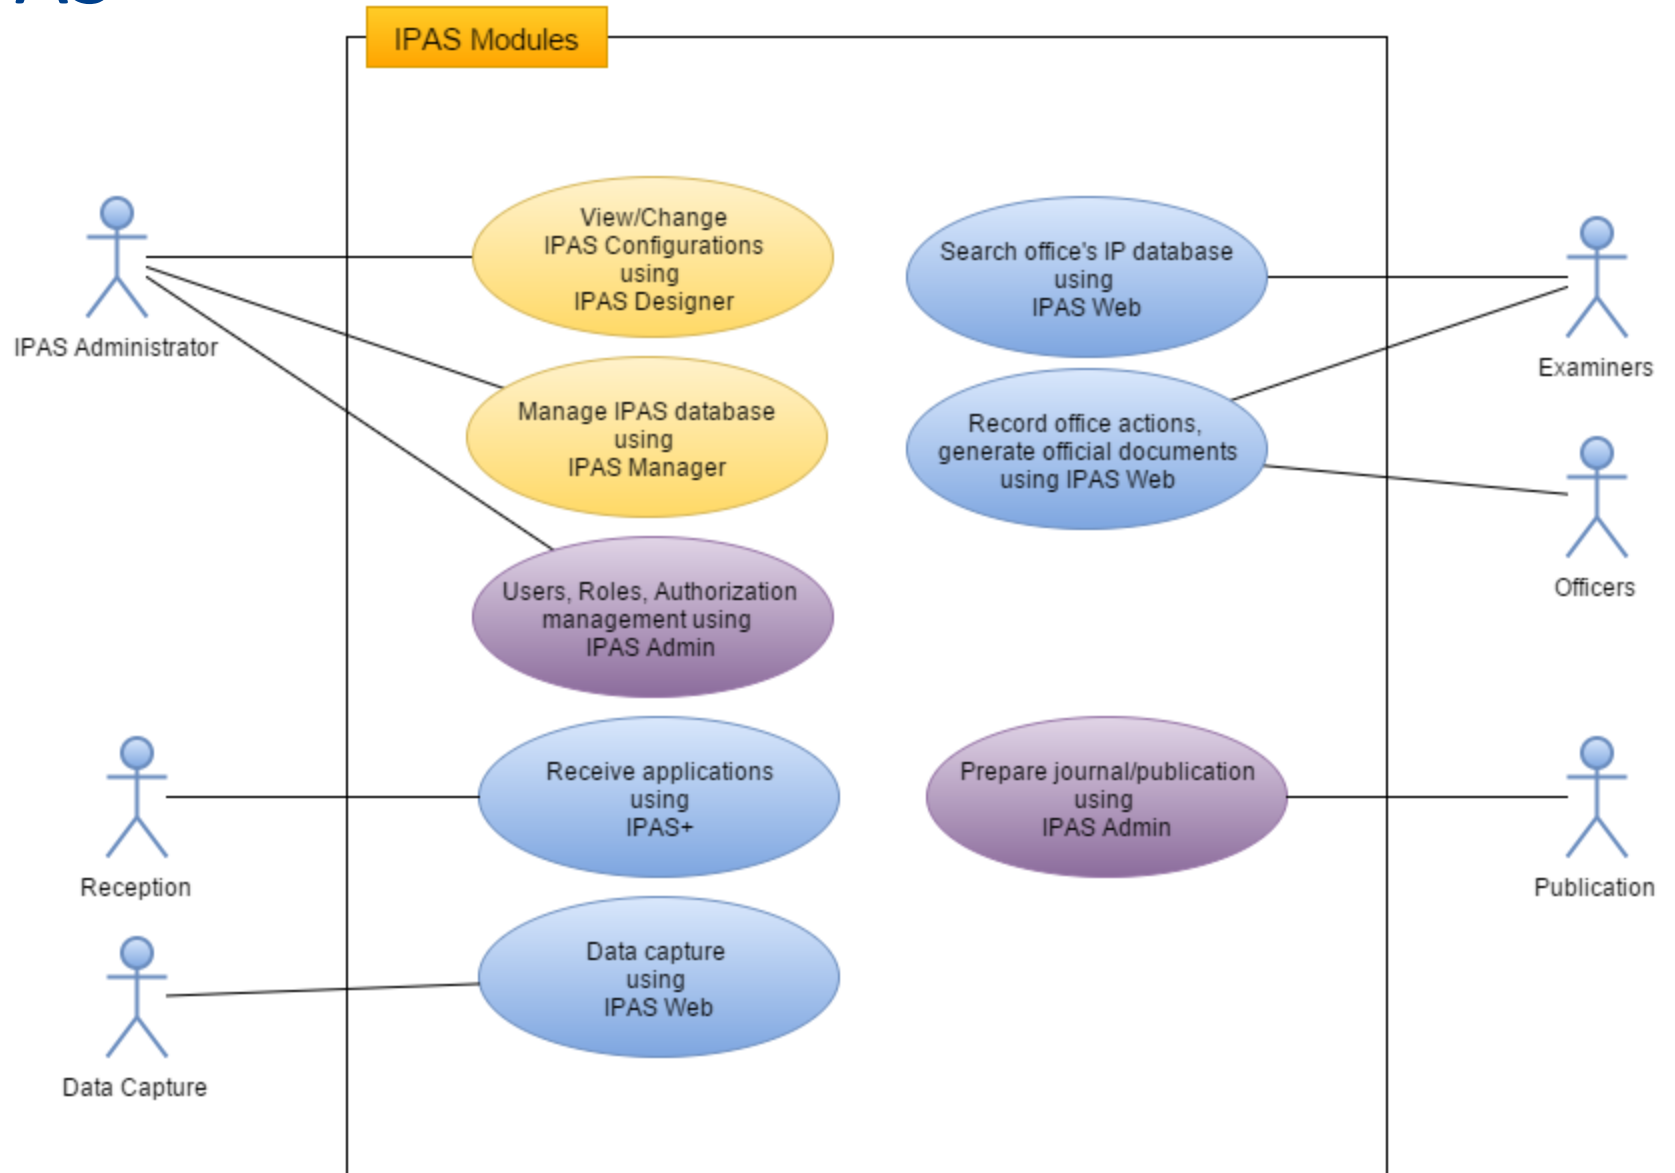 IPAS Modules
View/Change
IPAS Configurations
using
IPAS Designer
Search office's IP database
using
IPAS Web
IPAS Administrator
Examiners
Manage IPAS database
using
IPAS Manager
Record office actions,
generate official documents
using IPAS Web
Users, Roles, Authorization
management using
IPAS Admin
Officers
Receive applications
using
IPAS+
Prepare journal/publication
using
IPAS Admin
Reception
Publication
Data capture
using
IPAS Web
Data Capture